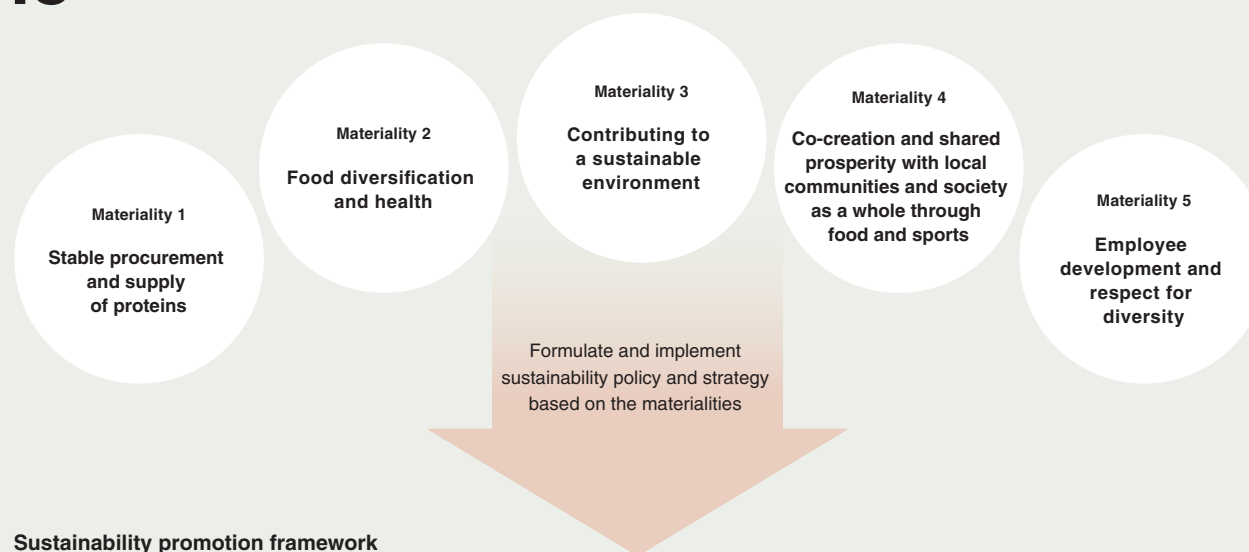 Materiality 1
Stable procurement
and supply
of proteins
Materiality 2
Food diversification
and health
Materiality 3
Contributing to
a sustainable
environment
Materiality 4
Co-creation and shared
prosperity with local
communities and society
as a whole through
food and sports
Materiality 5
Employee
development and
respect for
diversity
Formulate and implement
sustainability policy and strategy
based on the materialities
Sustainability promotion framework